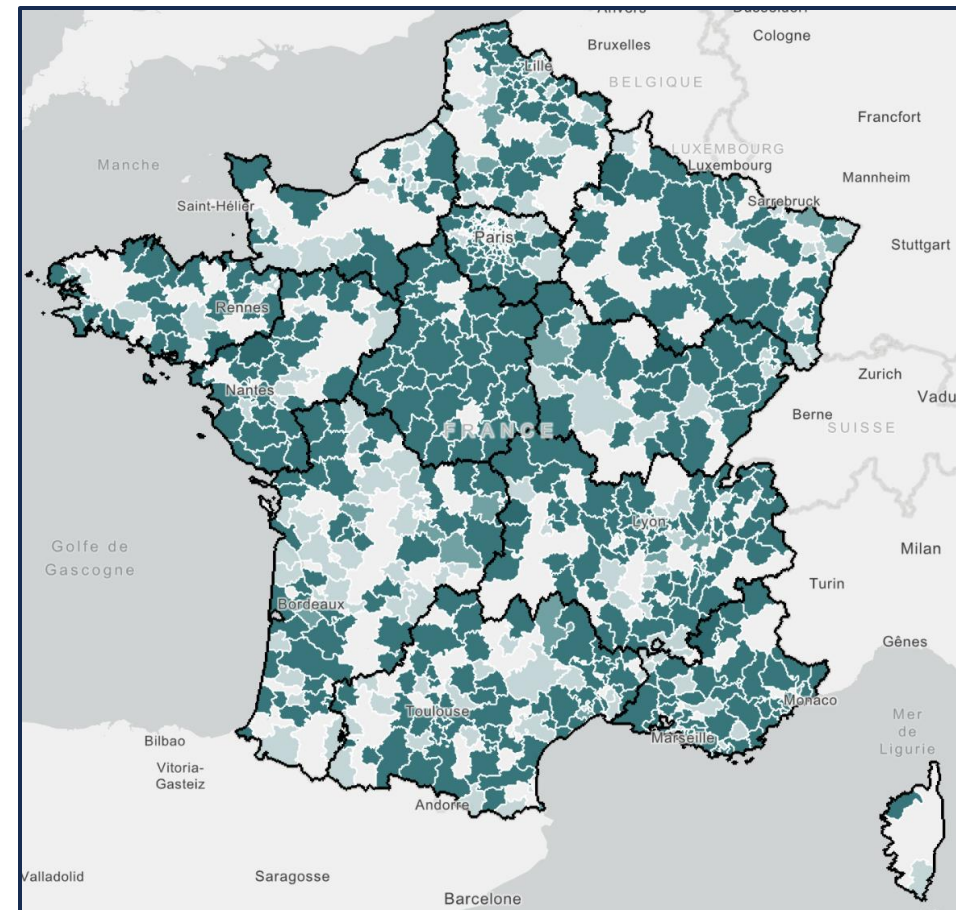 Anvers
Düsseldorf
Cologne
Bruxelles
Lille
BELGIQUE
Francfort
LUXEMBOURG
Luxembourg
Manche
Mannheim
Saint-Hélier
Sarrebruck
Paris
Stuttgart
Rennes
Zurich
Nantes
Vadu
Berne
FRANCE
SUISSE
Lyon
Golfe de
Gascogne
Milan
Turin
Bordeaux
Gênes
Monaco
Toulouse
Mer
de
Ligurie
Marseille
Bilbao
Vitoria-
Gasteiz
Andorre
Valladolid
Saragosse
Barcelone